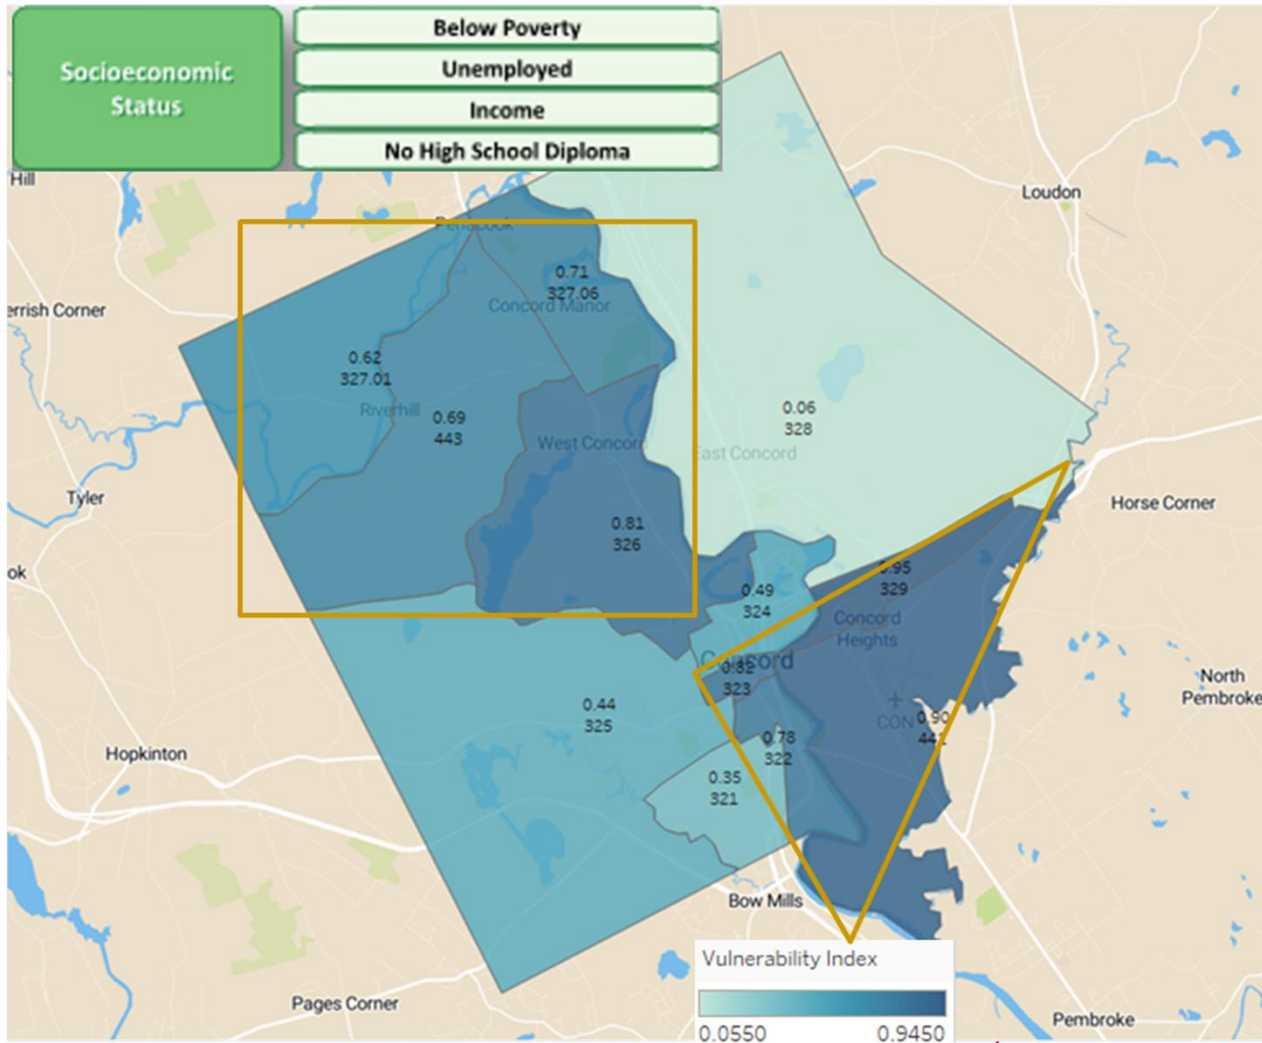 Socioeconomic
Status
Below Poverty
Unemployed
Income
No High School Diploma
Hill
Loudon
Penacook
0.71
327.06
Concord Manor
errish Corner
0.62
327.01
Riverhill
0.69
443
West Concord
0.06
328
East Concord
Tyler
Horse Corner
0.81
326
ok
0.95
329
0.49
324
Concord
Heights
Concord
0.82
323
North
Pembroke
0.44
325
CON
0.90
441
0.78
322
Hopkinton
0.35
321
Bow Mills
Vulnerability Index
0.0550
0.9450
Pages Corner
Pembroke